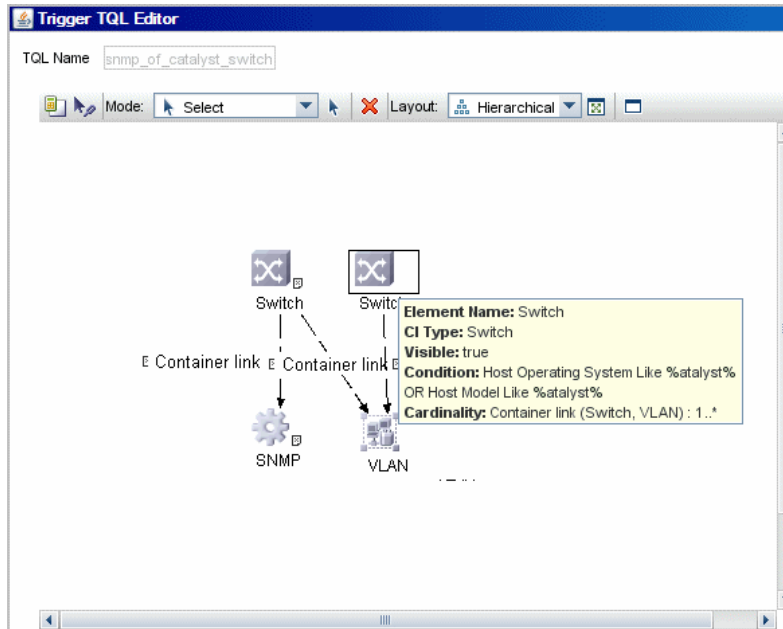 Trigger TQL Editor
TQL Name snmp_of_catalyst_switch
Mode: Select Layout: Hierarchical
Switch Switch
Element Name: Switch
CI Type: Switch
Visible: true
Condition: Host Operating System Like %atalyst%
OR Host Model Like %atalyst%
Cardinality: Container link (Switch, VLAN) : 1..*
E Container link E Container link E
SNMP VLAN